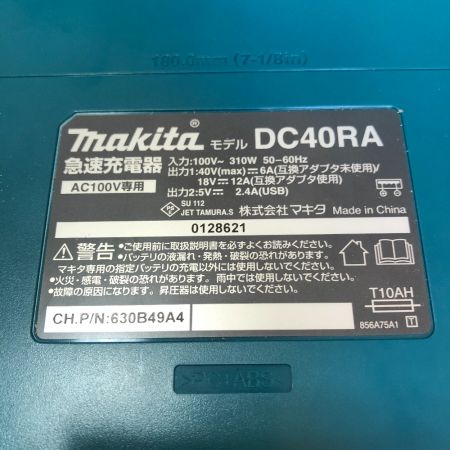 180.0mm (7-1/8in)
makita® モデル DC40RA
急速充電器
AC100V専用
入力:100V~ 310W 50-60Hz
出力1:40V(max)⎓6A(互換アダプタ未使用)/
18V⎓12A(互換アダプタ使用)
出力2:5V⎓2.4A(USB)
PS E SU 112
JET TAMURA.S 株式会社マキタ Made in China
0128621
⚠警告 •ご使用前に取扱説明書を必ずお読みください。
•バッテリの液漏れ・発熱・破裂の恐れがあります。
マキタ専用の指定バッテリの充電以外には使用しないでください。
•火災・感電・破裂の恐れがあります。雨中では使用しないでください。
•故障の原因になります。昇圧器は使用しないでください。
T10AH
CH.P/N:630B49A4
856A75A1 T